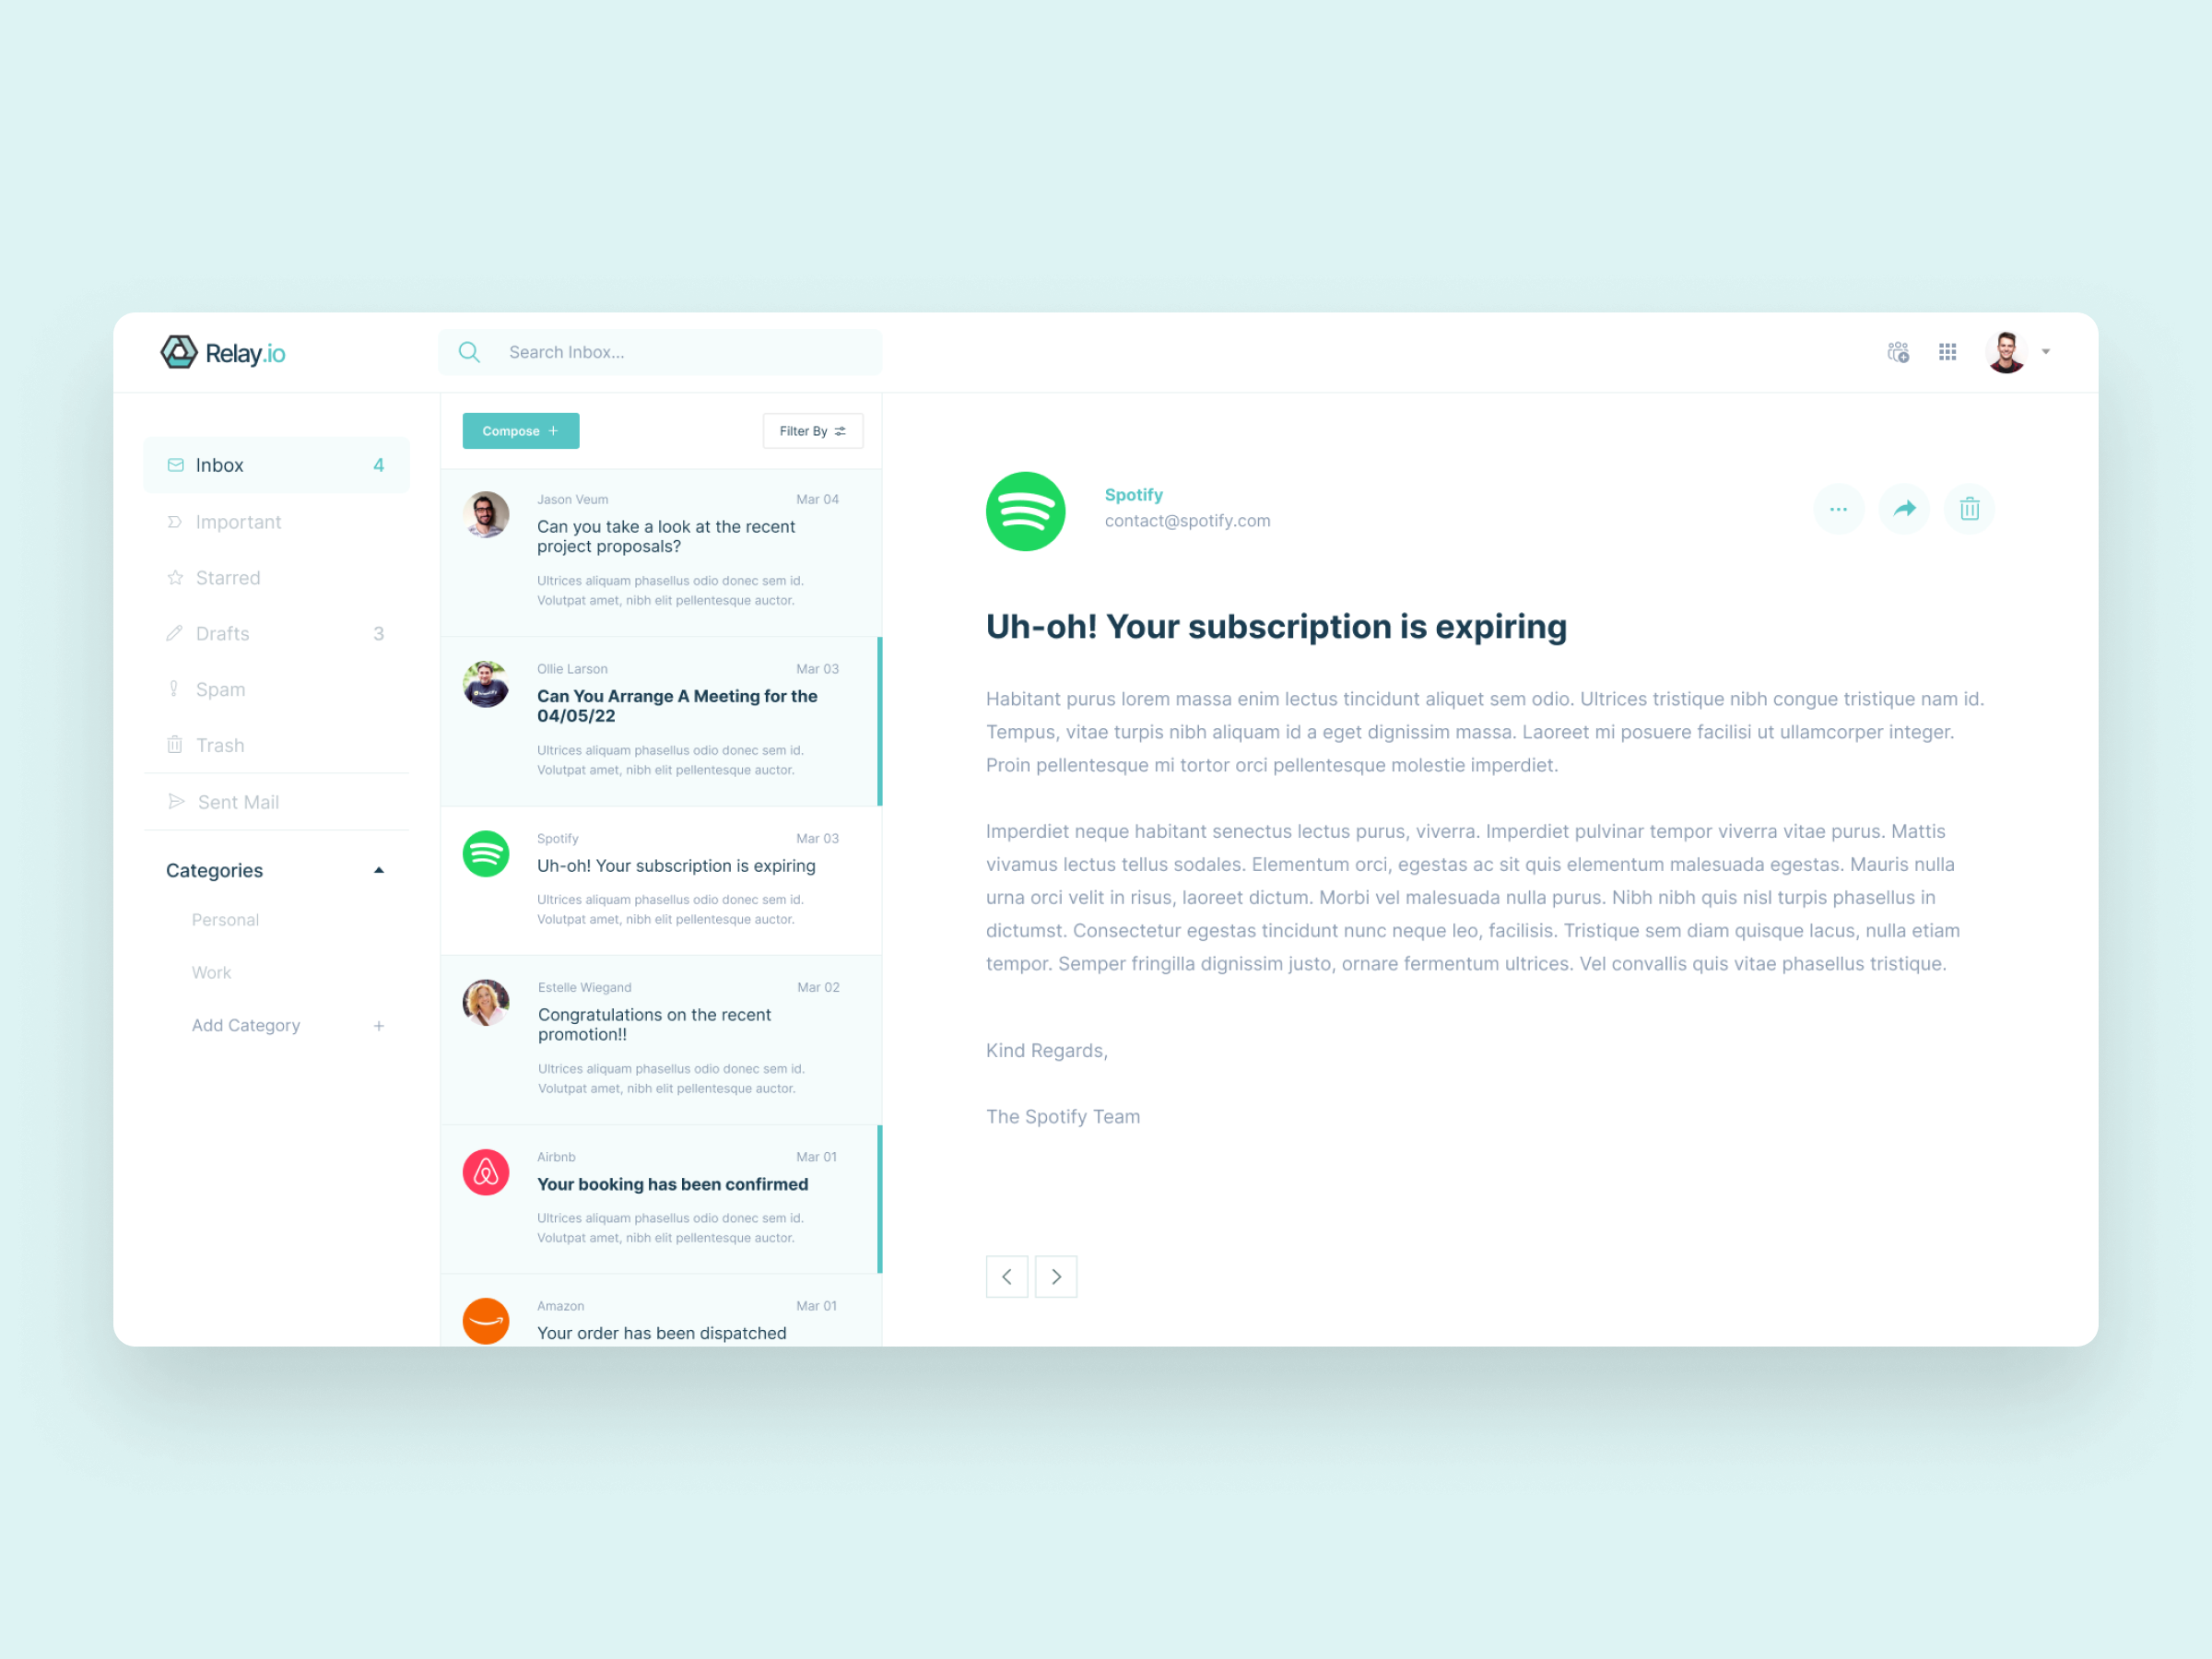 Relay.io
Search Inbox...
Inbox 4
Important
Starred
Drafts 3
Spam
Trash
Sent Mail
Categories
Personal
Work
Add Category +
Compose +
Filter By
Jason Veum Mar 04
Can you take a look at the recent
project proposals?
Ultrices aliquam phasellus odio donec sem id.
Volutpat amet, nibh elit pellentesque auctor.
Ollie Larson Mar 03
Can You Arrange A Meeting for the
04/05/22
Ultrices aliquam phasellus odio donec sem id.
Volutpat amet, nibh elit pellentesque auctor.
Spotify Mar 03
Uh-oh! Your subscription is expiring
Ultrices aliquam phasellus odio donec sem id.
Volutpat amet, nibh elit pellentesque auctor.
Estelle Wiegand Mar 02
Congratulations on the recent
promotion!!
Ultrices aliquam phasellus odio donec sem id.
Volutpat amet, nibh elit pellentesque auctor.
Airbnb Mar 01
Your booking has been confirmed
Ultrices aliquam phasellus odio donec sem id.
Volutpat amet, nibh elit pellentesque auctor.
Amazon Mar 01
Your order has been dispatched
Spotify
contact@spotify.com
Uh-oh! Your subscription is expiring
Habitant purus lorem massa enim lectus tincidunt aliquet sem odio. Ultrices tristique nibh congue tristique nam id.
Tempus, vitae turpis nibh aliquam id a eget dignissim massa. Laoreet mi posuere facilisi ut ullamcorper integer.
Proin pellentesque mi tortor orci pellentesque molestie imperdiet.
Imperdiet neque habitant senectus lectus purus, viverra. Imperdiet pulvinar tempor viverra vitae purus. Mattis
vivamus lectus tellus sodales. Elementum orci, egestas ac sit quis elementum malesuada egestas. Mauris nulla
urna orci velit in risus, laoreet dictum. Morbi vel malesuada nulla purus. Nibh nibh quis nisl turpis phasellus in
dictumst. Consectetur egestas tincidunt nunc neque leo, facilisis. Tristique sem diam quisque lacus, nulla etiam
tempor. Semper fringilla dignissim justo, ornare fermentum ultrices. Vel convallis quis vitae phasellus tristique.
Kind Regards,
The Spotify Team